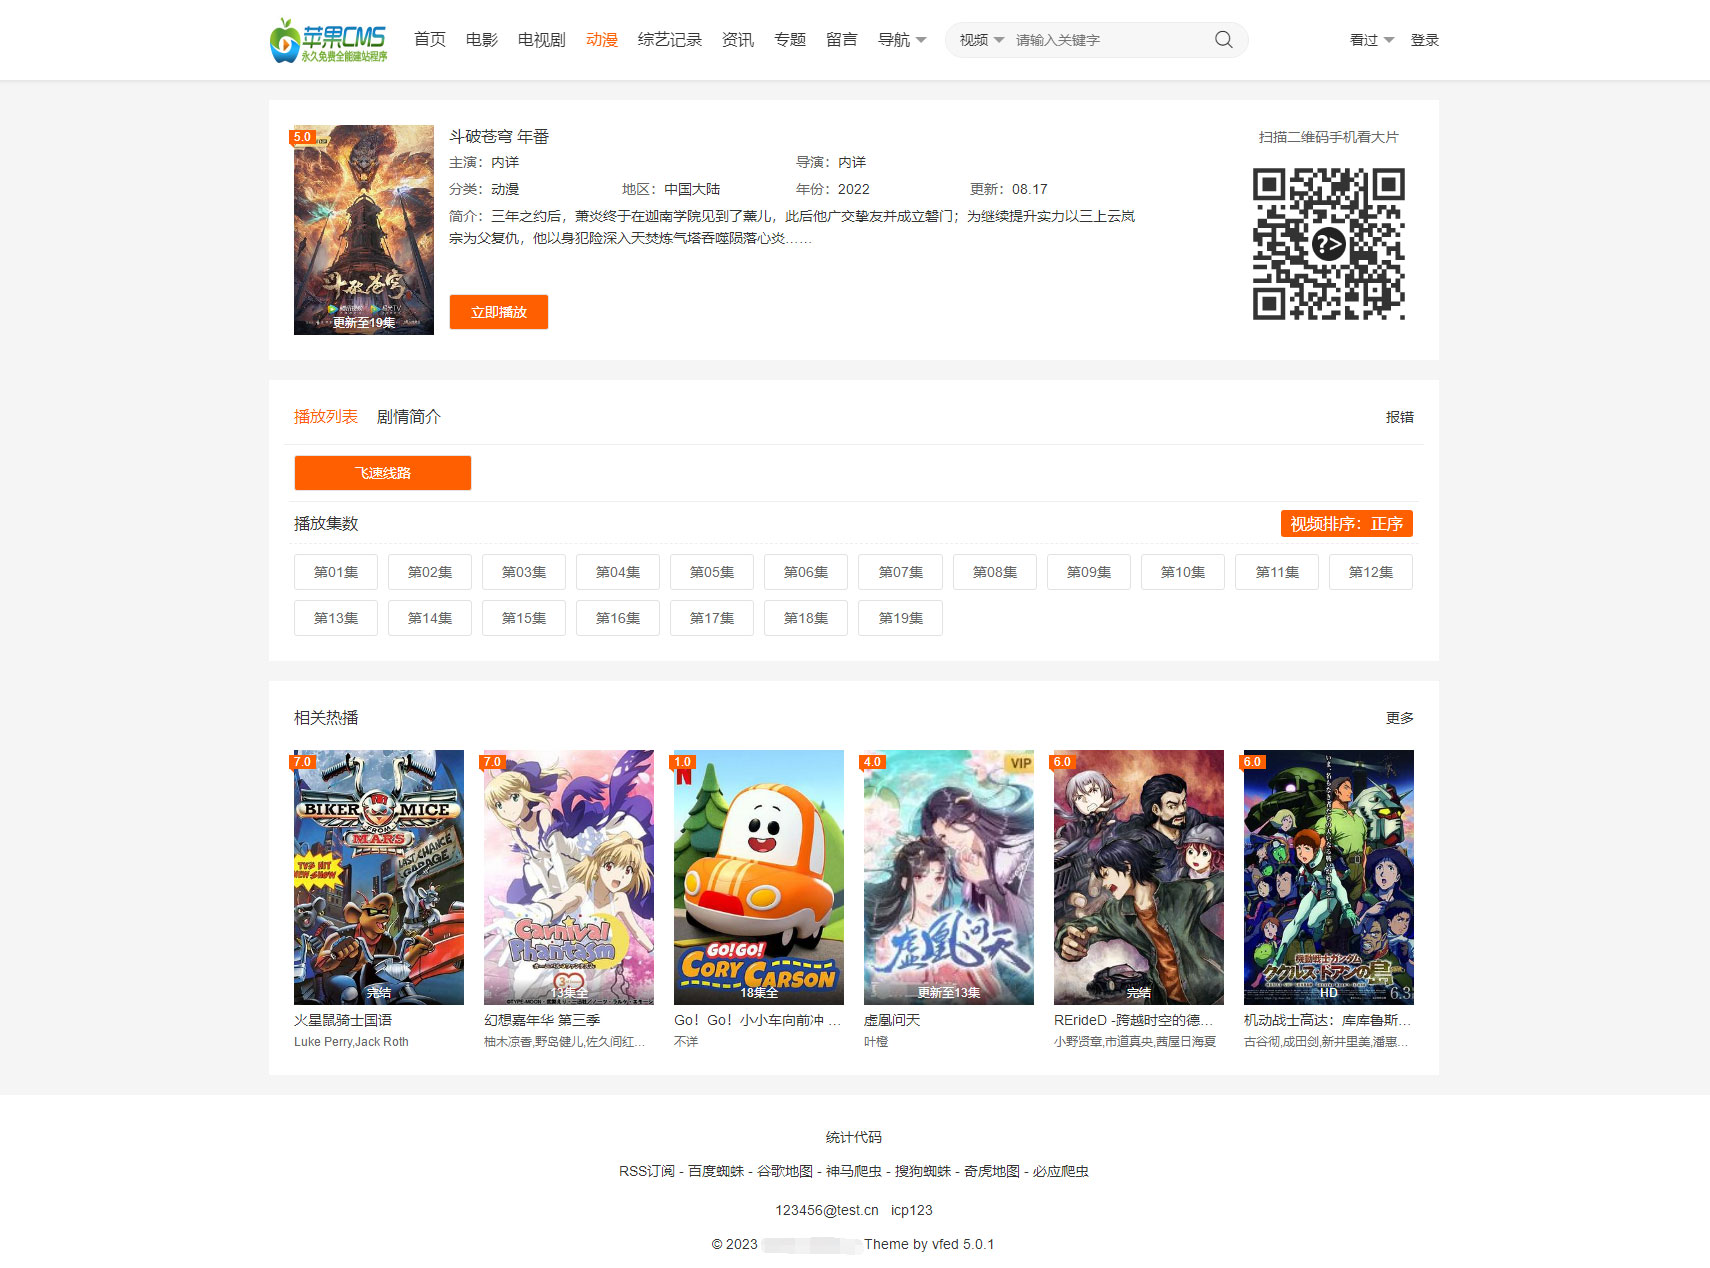 苹果CMS
永久免费全能建站程序
首页 电影 电视剧 动漫 综艺记录 资讯 专题 留言 导航 视频 请输入关键字 看过 登录
5.0
斗破苍穹
更新至19集
斗破苍穹 年番
主演：内详 导演：内详
分类：动漫 地区：中国大陆 年份：2022 更新：08.17
简介：三年之约后，萧炎终于在迦南学院见到了薰儿，此后他广交挚友并成立磐门；为继续提升实力以三上云岚
宗为父复仇，他以身犯险深入天焚炼气塔吞噬陨落心炎……
立即播放
扫描二维码手机看大片
播放列表 剧情简介 报错
飞速线路
播放集数 视频排序：正序
第01集 第02集 第03集 第04集 第05集 第06集 第07集 第08集 第09集 第10集 第11集 第12集
第13集 第14集 第15集 第16集 第17集 第18集 第19集
相关热播 更多
7.0
BIKER MICE
FROM
MARS
LAST CHANCE
GARAGE
完结
火星鼠骑士国语
Luke Perry,Jack Roth
7.0
Carnival
Phantasm
13集全
幻想嘉年华 第三季
柚木凉香,野岛健儿,佐久间红...
1.0
N
GO! GO!
CORY CARSON
18集全
Go！Go！小小车向前冲 ...
不详
4.0
VIP
虚凰问天
更新至13集
虚凰问天
叶橙
6.0
完结
RErideD -跨越时空的德...
小野贤章,市道真央,茜屋日海夏
6.0
機動戦士ガンダム
ククルス・ドアンの島
6.3
HD
机动战士高达：库库鲁斯...
古谷彻,成田剑,新井里美,潘惠...
统计代码
RSS订阅 - 百度蜘蛛 - 谷歌地图 - 神马爬虫 - 搜狗蜘蛛 - 奇虎地图 - 必应爬虫
123456@test.cn icp123
© 2023 Theme by vfed 5.0.1